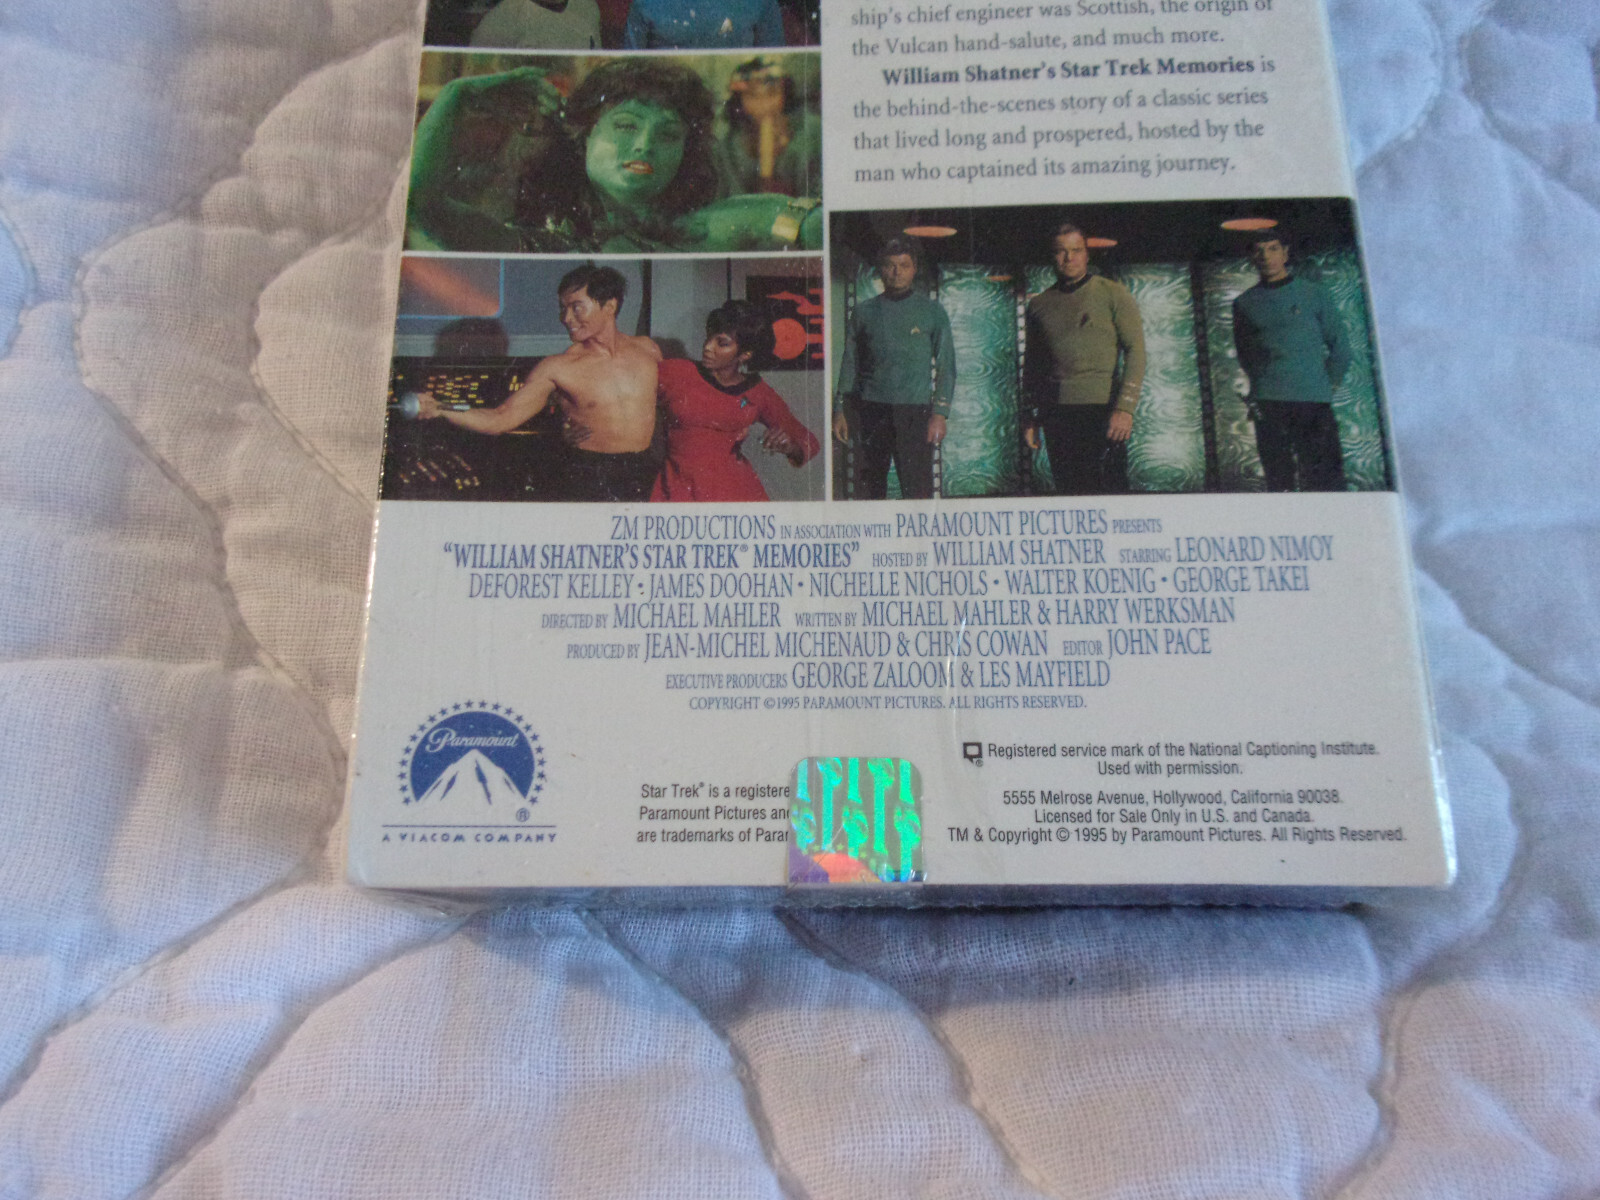 ship's chief engineer was Scottish, the origin of
the Vulcan hand-salute, and much more.
William Shatner's Star Trek Memories is
the behind-the-scenes story of a classic series
that lived long and prospered, hosted by the
man who captained its amazing journey.
ZM PRODUCTIONS IN ASSOCIATION WITH PARAMOUNT PICTURES PRESENTS
"WILLIAM SHATNER'S STAR TREK® MEMORIES" HOSTED BY WILLIAM SHATNER STARRING LEONARD NIMOY
DEFOREST KELLEY • JAMES DOOHAN • NICHELLE NICHOLS • WALTER KOENIG • GEORGE TAKEI
DIRECTED BY MICHAEL MAHLER WRITTEN BY MICHAEL MAHLER & HARRY WERKSMAN
PRODUCED BY JEAN-MICHEL MICHENAUD & CHRIS COWAN EDITOR JOHN PACE
EXECUTIVE PRODUCERS GEORGE ZALOOM & LES MAYFIELD
COPYRIGHT ©1995 PARAMOUNT PICTURES. ALL RIGHTS RESERVED.
Paramount
®
A VIACOM COMPANY
Star Trek® is a registere
Paramount Pictures an
are trademarks of Para
® Registered service mark of the National Captioning Institute.
Used with permission.
5555 Melrose Avenue, Hollywood, California 90038.
Licensed for Sale Only in U.S. and Canada.
TM & Copyright © 1995 by Paramount Pictures. All Rights Reserved.